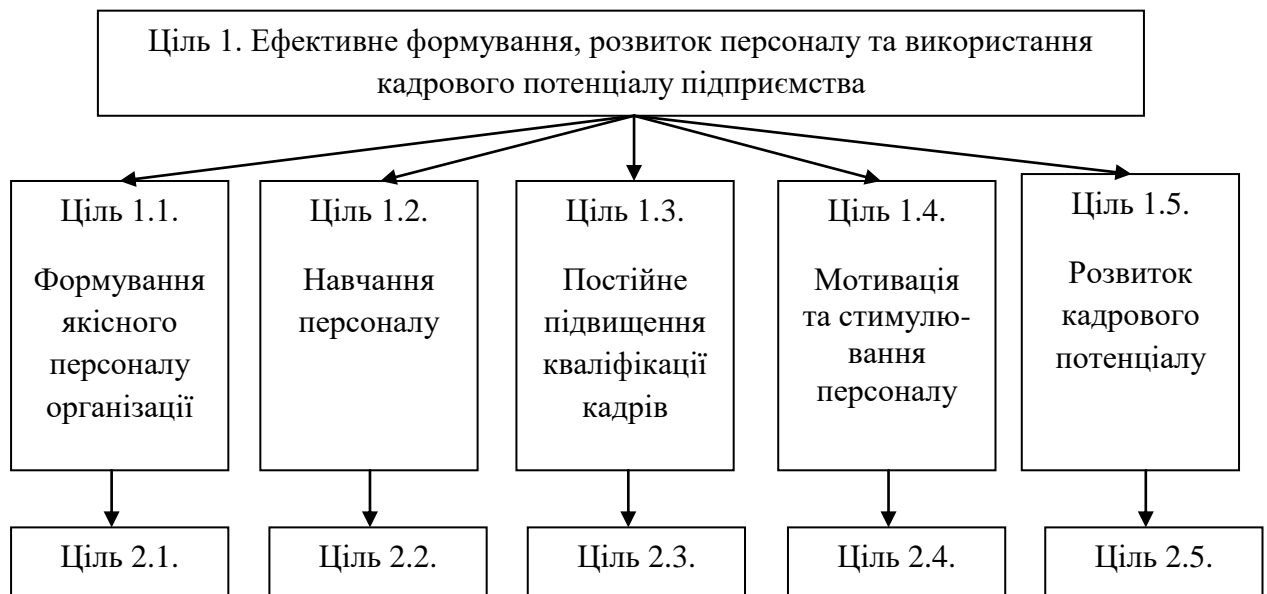 Ціль 1. Ефективне формування, розвиток персоналу та використання
кадрового потенціалу підприємства
Ціль 1.1.
Формування
якісного
персоналу
організації
Ціль 1.2.
Навчання
персоналу
Ціль 1.3.
Постійне
підвищення
кваліфікації
кадрів
Ціль 1.4.
Мотивація
та стимулю-
вання
персоналу
Ціль 1.5.
Розвиток
кадрового
потенціалу
Ціль 2.1.
Ціль 2.2.
Ціль 2.3.
Ціль 2.4.
Ціль 2.5.